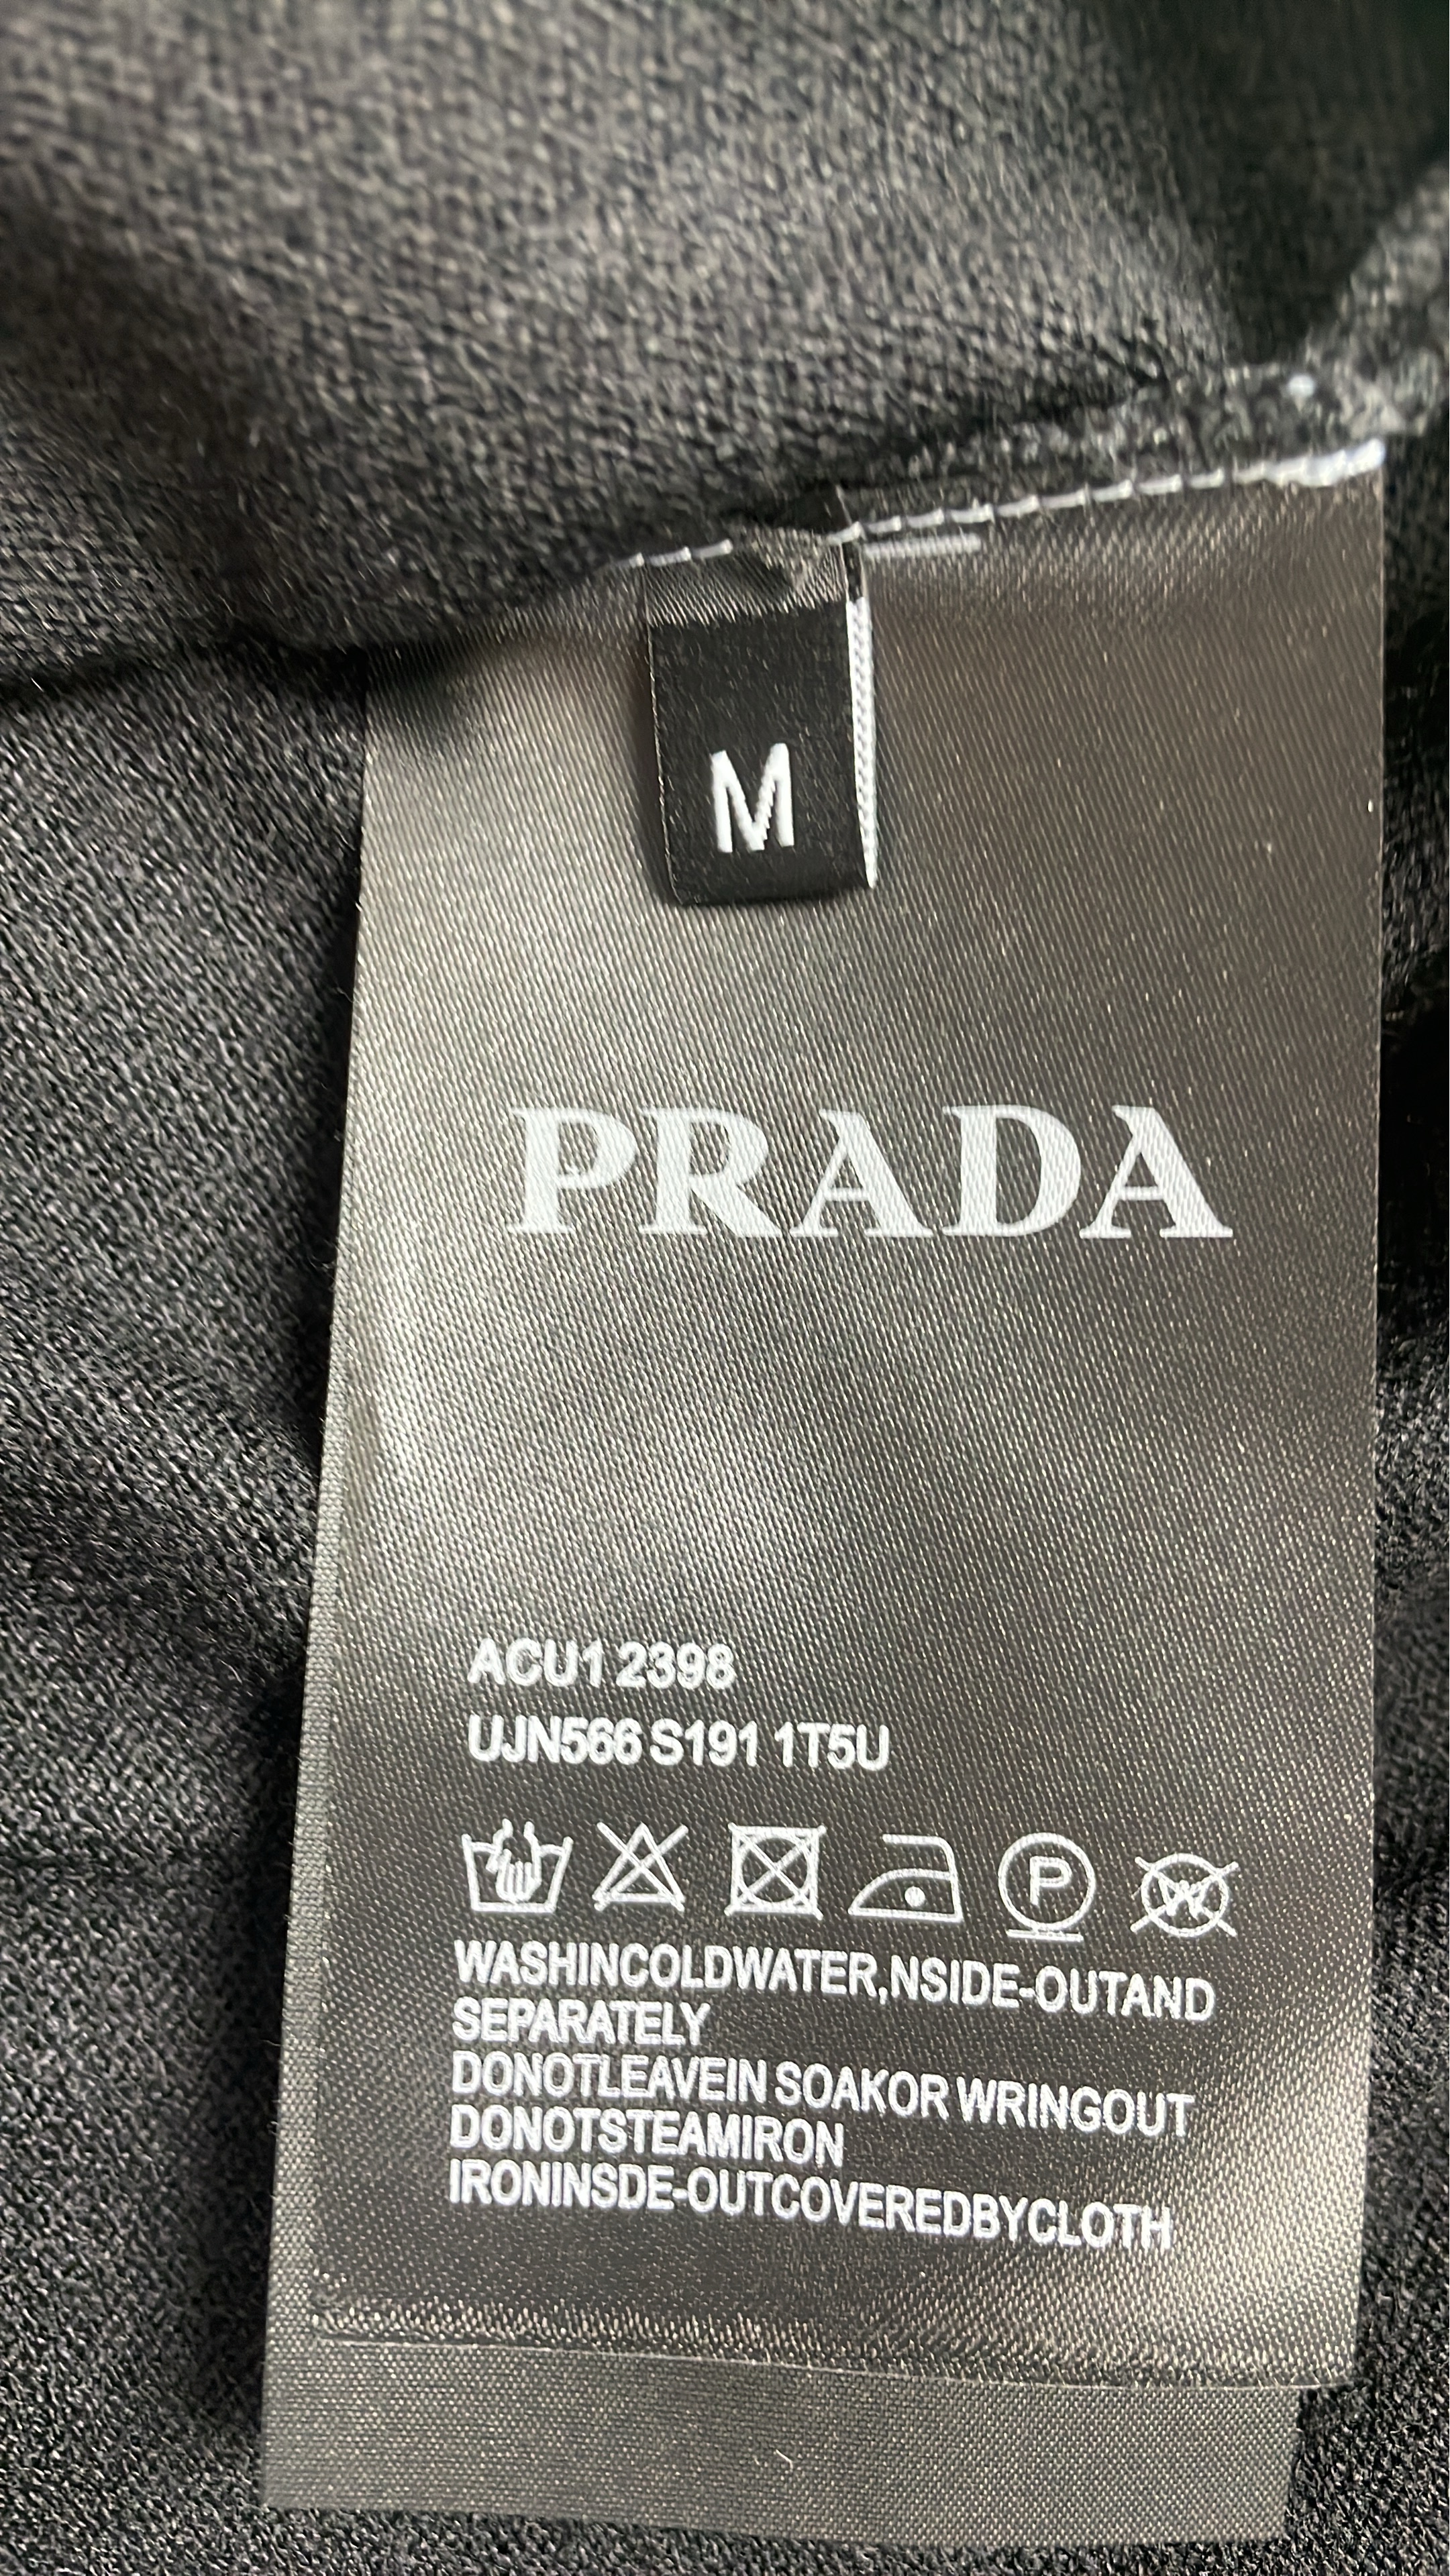 M
PRADA
ACU1 2398
UJN566 S191 1T5U
P
W
WASHINCOLDWATER,NSIDE-OUTAND
SEPARATELY
DONOTLEAVEIN SOAKOR WRINGOUT
DONOTSTEAMIRON
IRONINSDE-OUTCOVEREDBYCLOTH